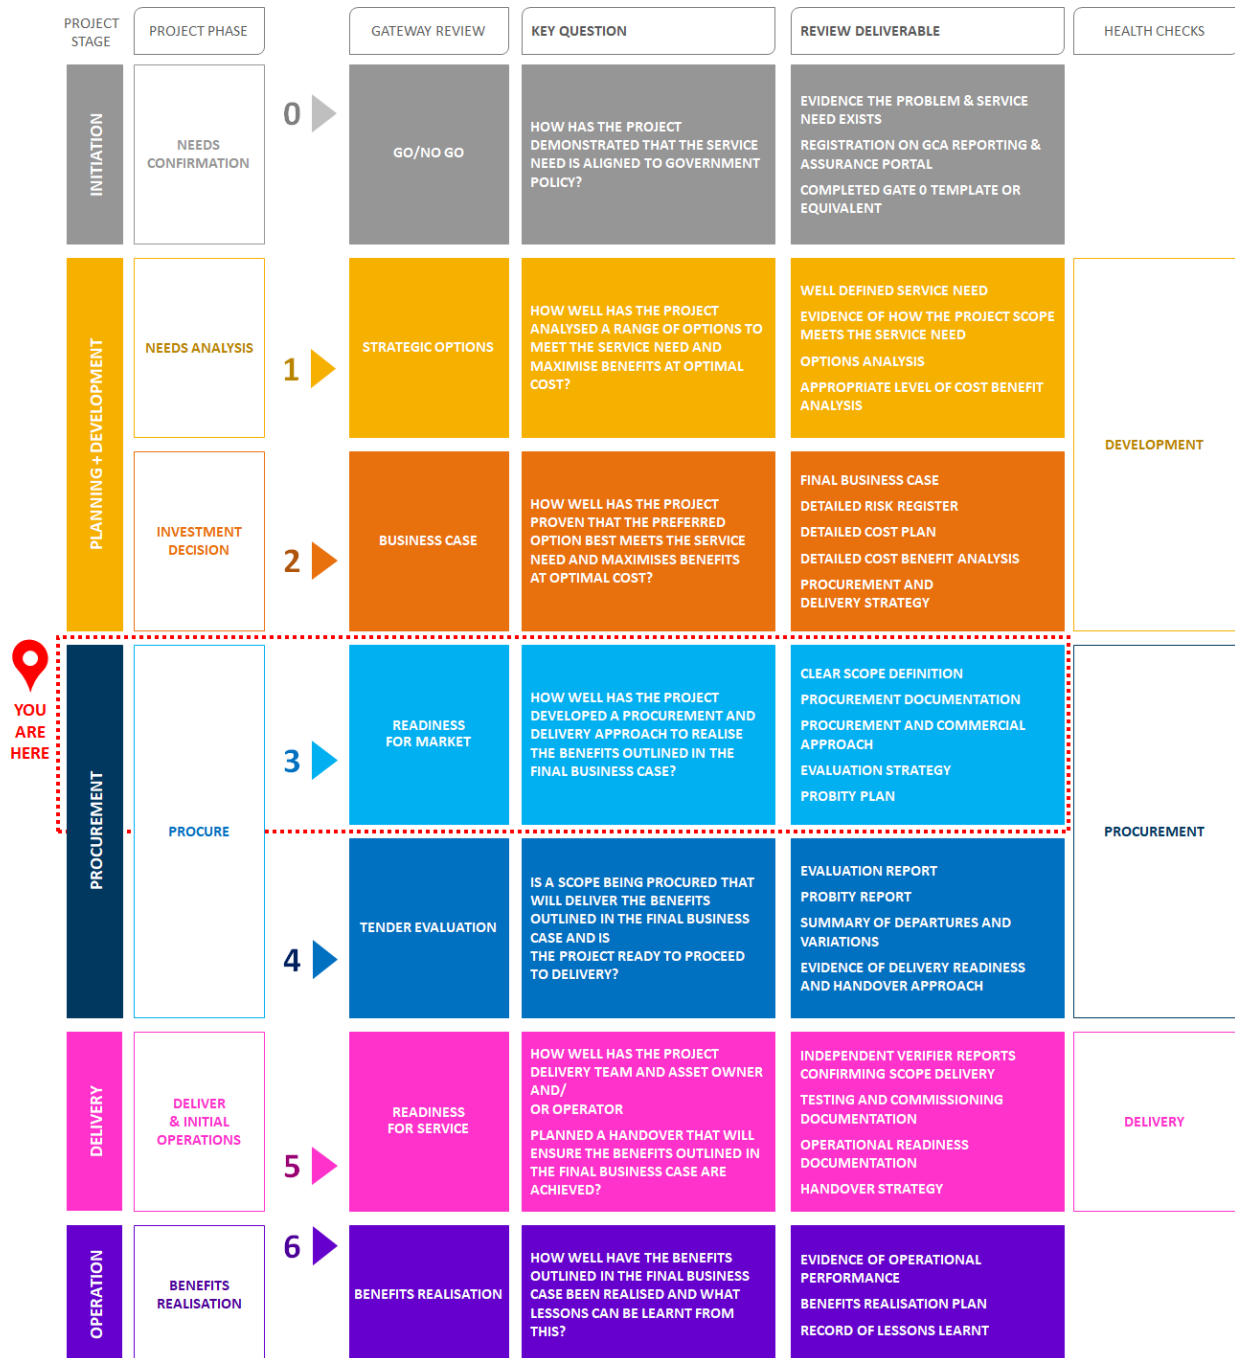 PROJECT
STAGE
PROJECT PHASE
GATEWAY REVIEW
KEY QUESTION
REVIEW DELIVERABLE
HEALTH CHECKS
INITIATION
NEEDS
CONFIRMATION
0
GO/NO GO
HOW HAS THE PROJECT
DEMONSTRATED THAT THE SERVICE
NEED IS ALIGNED TO GOVERNMENT
POLICY?
EVIDENCE THE PROBLEM & SERVICE
NEED EXISTS
REGISTRATION ON GCA REPORTING &
ASSURANCE PORTAL
COMPLETED GATE 0 TEMPLATE OR
EQUIVALENT
PLANNING + DEVELOPMENT
NEEDS ANALYSIS
1
STRATEGIC OPTIONS
HOW WELL HAS THE PROJECT
ANALYSED A RANGE OF OPTIONS TO
MEET THE SERVICE NEED AND
MAXIMISE BENEFITS AT OPTIMAL
COST?
WELL DEFINED SERVICE NEED
EVIDENCE OF HOW THE PROJECT SCOPE
MEETS THE SERVICE NEED
OPTIONS ANALYSIS
APPROPRIATE LEVEL OF COST BENEFIT
ANALYSIS
DEVELOPMENT
INVESTMENT
DECISION
2
BUSINESS CASE
HOW WELL HAS THE PROJECT
PROVEN THAT THE PREFERRED
OPTION BEST MEETS THE SERVICE
NEED AND MAXIMISES BENEFITS
AT OPTIMAL COST?
FINAL BUSINESS CASE
DETAILED RISK REGISTER
DETAILED COST PLAN
DETAILED COST BENEFIT ANALYSIS
PROCUREMENT AND
DELIVERY STRATEGY
YOU
ARE
HERE
PROCUREMENT
PROCURE
3
READINESS
FOR MARKET
HOW WELL HAS THE PROJECT
DEVELOPED A PROCUREMENT AND
DELIVERY APPROACH TO REALISE
THE BENEFITS OUTLINED IN THE
FINAL BUSINESS CASE?
CLEAR SCOPE DEFINITION
PROCUREMENT DOCUMENTATION
PROCUREMENT AND COMMERCIAL
APPROACH
EVALUATION STRATEGY
PROBITY PLAN
PROCUREMENT
4
TENDER EVALUATION
IS A SCOPE BEING PROCURED THAT
WILL DELIVER THE BENEFITS
OUTLINED IN THE FINAL BUSINESS
CASE AND IS
THE PROJECT READY TO PROCEED
TO DELIVERY?
EVALUATION REPORT
PROBITY REPORT
SUMMARY OF DEPARTURES AND
VARIATIONS
EVIDENCE OF DELIVERY READINESS
AND HANDOVER APPROACH
DELIVERY
DELIVER
& INITIAL
OPERATIONS
5
READINESS
FOR SERVICE
HOW WELL HAS THE PROJECT
DELIVERY TEAM AND ASSET OWNER
AND/
OR OPERATOR
PLANNED A HANDOVER THAT WILL
ENSURE THE BENEFITS OUTLINED IN
THE FINAL BUSINESS CASE ARE
ACHIEVED?
INDEPENDENT VERIFIER REPORTS
CONFIRMING SCOPE DELIVERY
TESTING AND COMMISSIONING
DOCUMENTATION
OPERATIONAL READINESS
DOCUMENTATION
HANDOVER STRATEGY
DELIVERY
OPERATION
BENEFITS
REALISATION
6
BENEFITS REALISATION
HOW WELL HAVE THE BENEFITS
OUTLINED IN THE FINAL BUSINESS
CASE BEEN REALISED AND WHAT
LESSONS CAN BE LEARNT FROM
THIS?
EVIDENCE OF OPERATIONAL
PERFORMANCE
BENEFITS REALISATION PLAN
RECORD OF LESSONS LEARNT